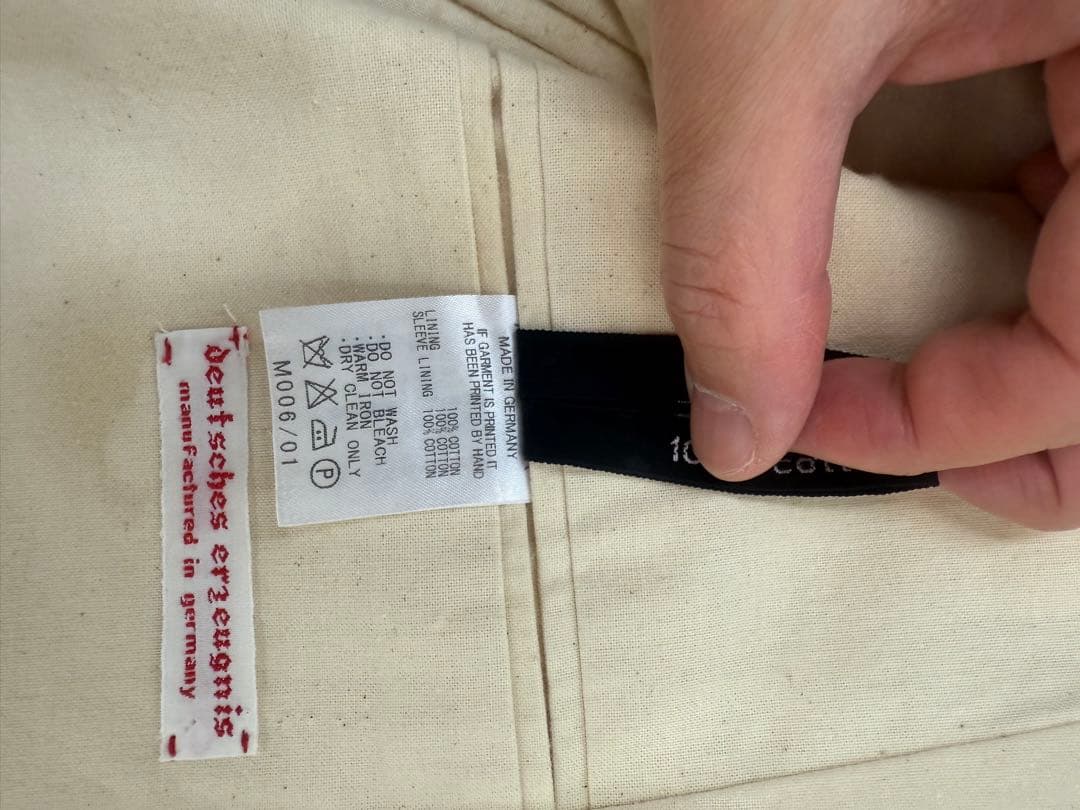 deutsches erzeugnis
manufactured in germany
MADE IN GERMANY
IF GARMENT IS PRINTED IT
HAS BEEN PRINTED BY HAND
100% COTTON
LINING 100% COTTON
SLEEVE LINING 100% COTTON
·DO NOT WASH
·DO NOT BLEACH
·WARM IRON
·DRY CLEAN ONLY
P
M006/01